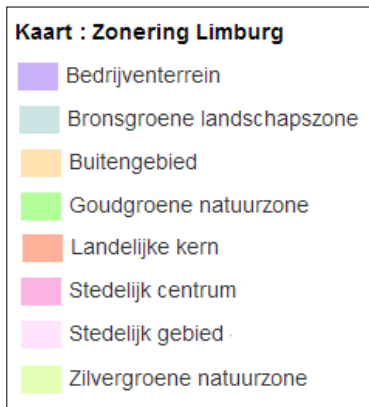 Kaart : Zonering Limburg
Bedrijventerrein
Bronsgroene landschapszone
Buitengebied
Goudgroene natuurzone
Landelijke kern
Stedelijk centrum
Stedelijk gebied
Zilvergroene natuurzone